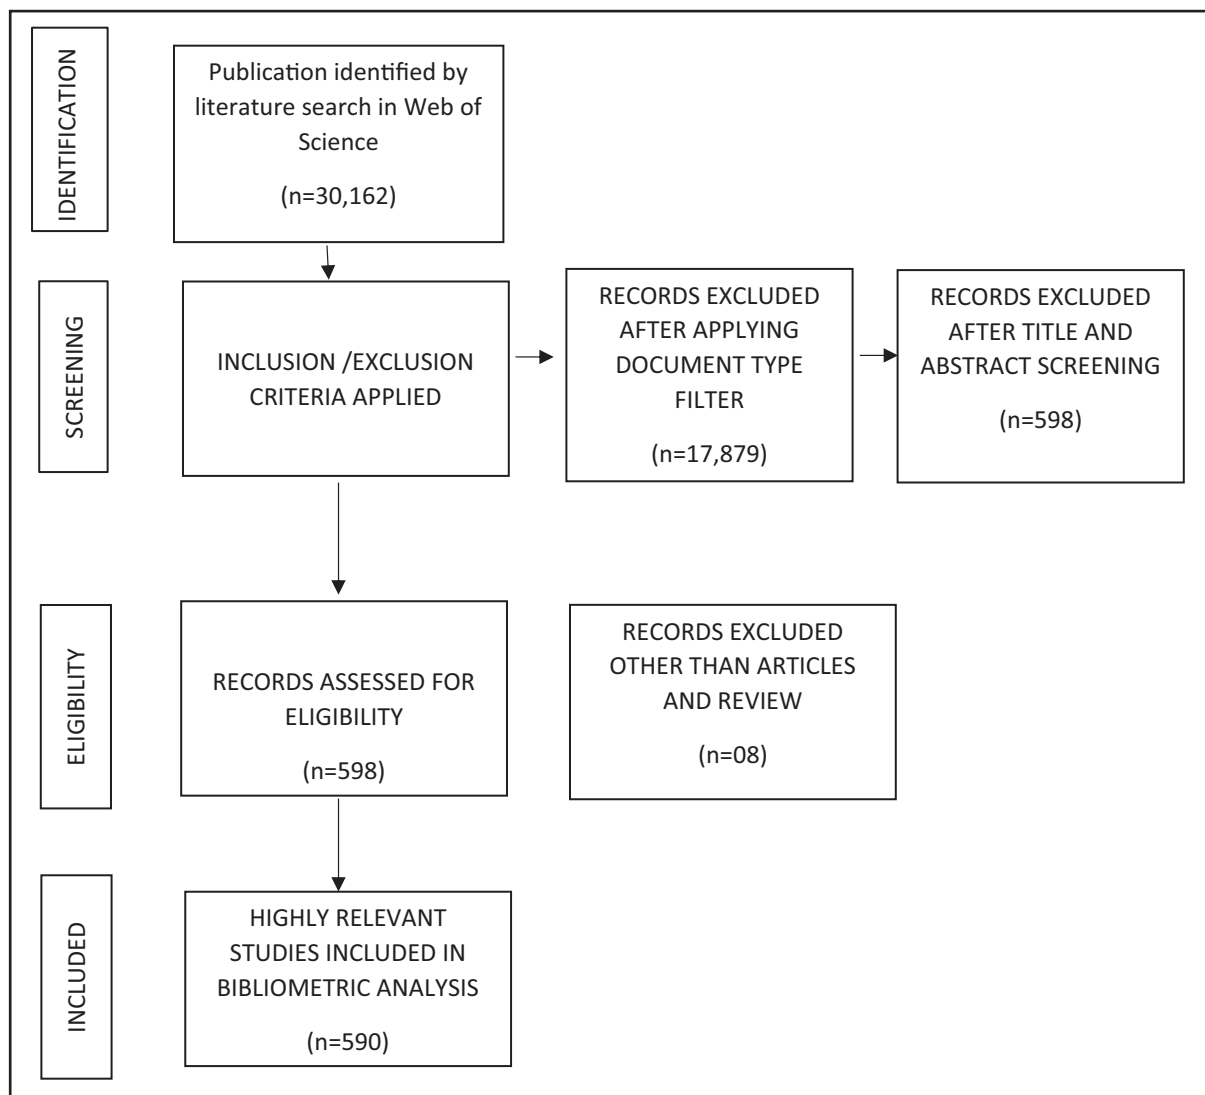 IDENTIFICATION
Publication identified by
literature search in Web of
Science
(n=30,162)
SCREENING
INCLUSION /EXCLUSION
CRITERIA APPLIED
RECORDS EXCLUDED
AFTER APPLYING
DOCUMENT TYPE
FILTER
(n=17,879)
RECORDS EXCLUDED
AFTER TITLE AND
ABSTRACT SCREENING
(n=598)
ELIGIBILITY
RECORDS ASSESSED FOR
ELIGIBILITY
(n=598)
RECORDS EXCLUDED
OTHER THAN ARTICLES
AND REVIEW
(n=08)
INCLUDED
HIGHLY RELEVANT
STUDIES INCLUDED IN
BIBLIOMETRIC ANALYSIS
(n=590)